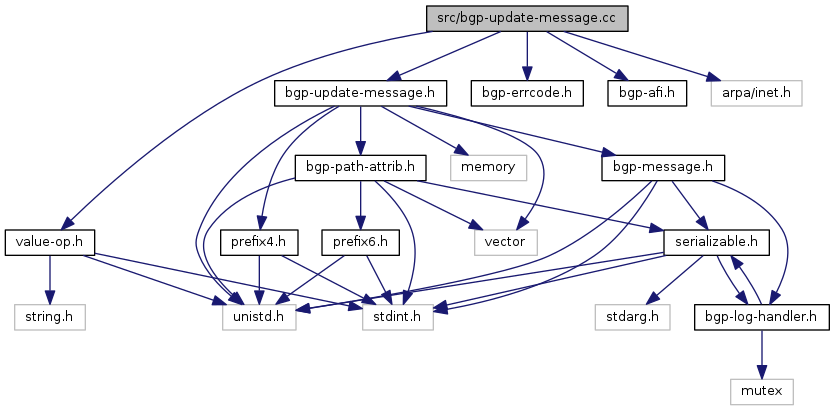 src/bgp-update-message.cc
bgp-update-message.h
bgp-errcode.h
bgp-afi.h
arpa/inet.h
bgp-path-attrib.h
memory
bgp-message.h
value-op.h
prefix4.h
prefix6.h
vector
serializable.h
string.h
unistd.h
stdint.h
stdarg.h
bgp-log-handler.h
mutex